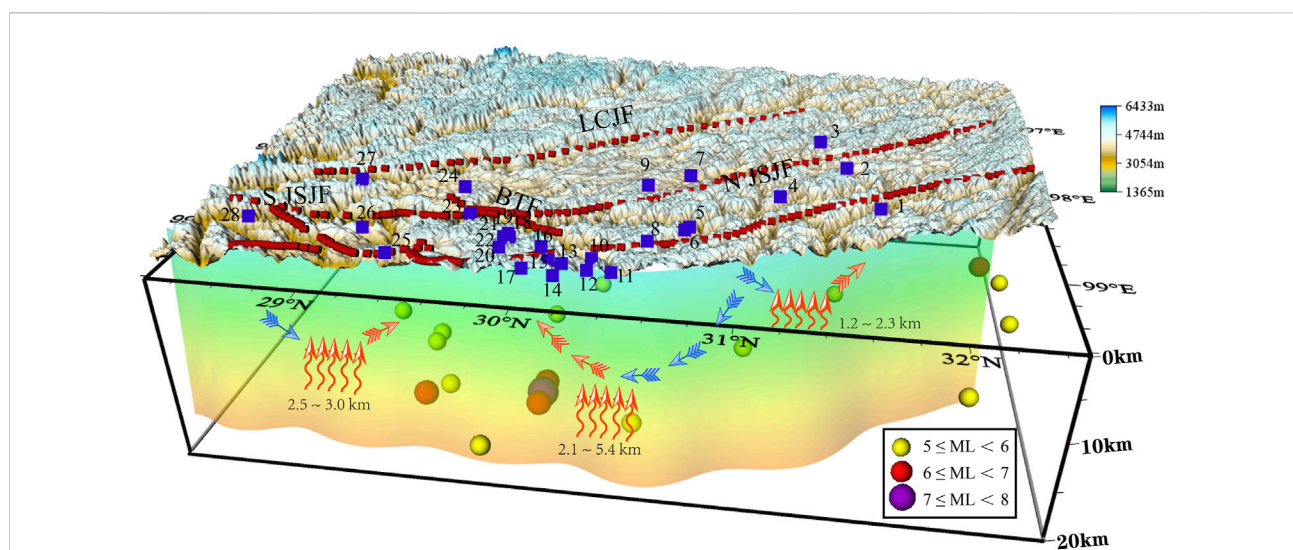 6433m
4744m
3054m
1365m
97°E
98°E
99°E
LCJF
N JSJF
S JSJF
BTF
3
2
1
4
7
9
5
6
8
10
11
12
13
14
15
16
17
20
21
22
24
25
26
27
28
29°N
30°N
31°N
32°N
0km
10km
20km
2.5 ~ 3.0 km
2.1 ~ 5.4 km
1.2 ~ 2.3 km
5 ≤ ML < 6
6 ≤ ML < 7
7 ≤ ML < 8